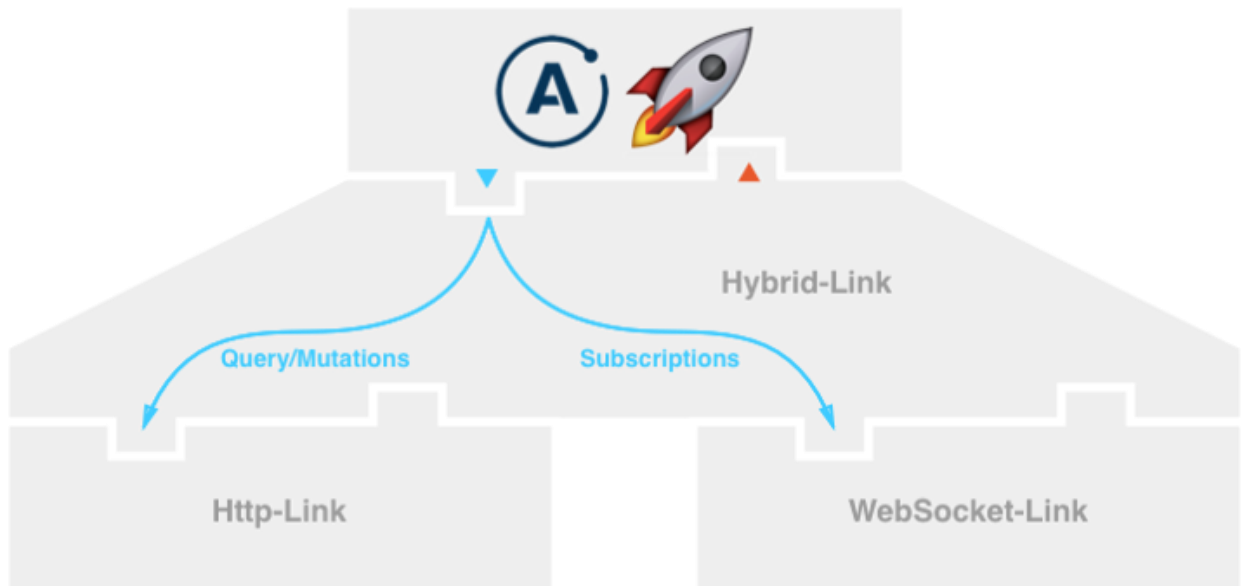 A
Hybrid-Link
Query/Mutations
Subscriptions
Http-Link
WebSocket-Link